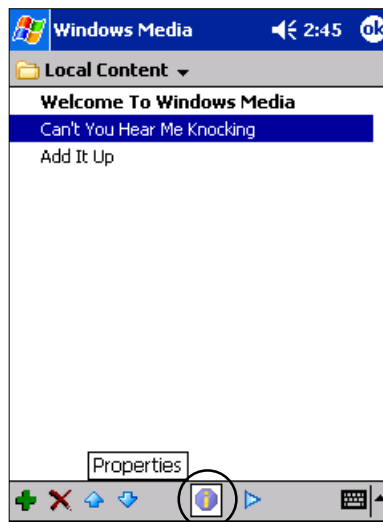 Windows Media 2:45 ok
Local Content
Welcome To Windows Media
Can't You Hear Me Knocking
Add It Up
Properties